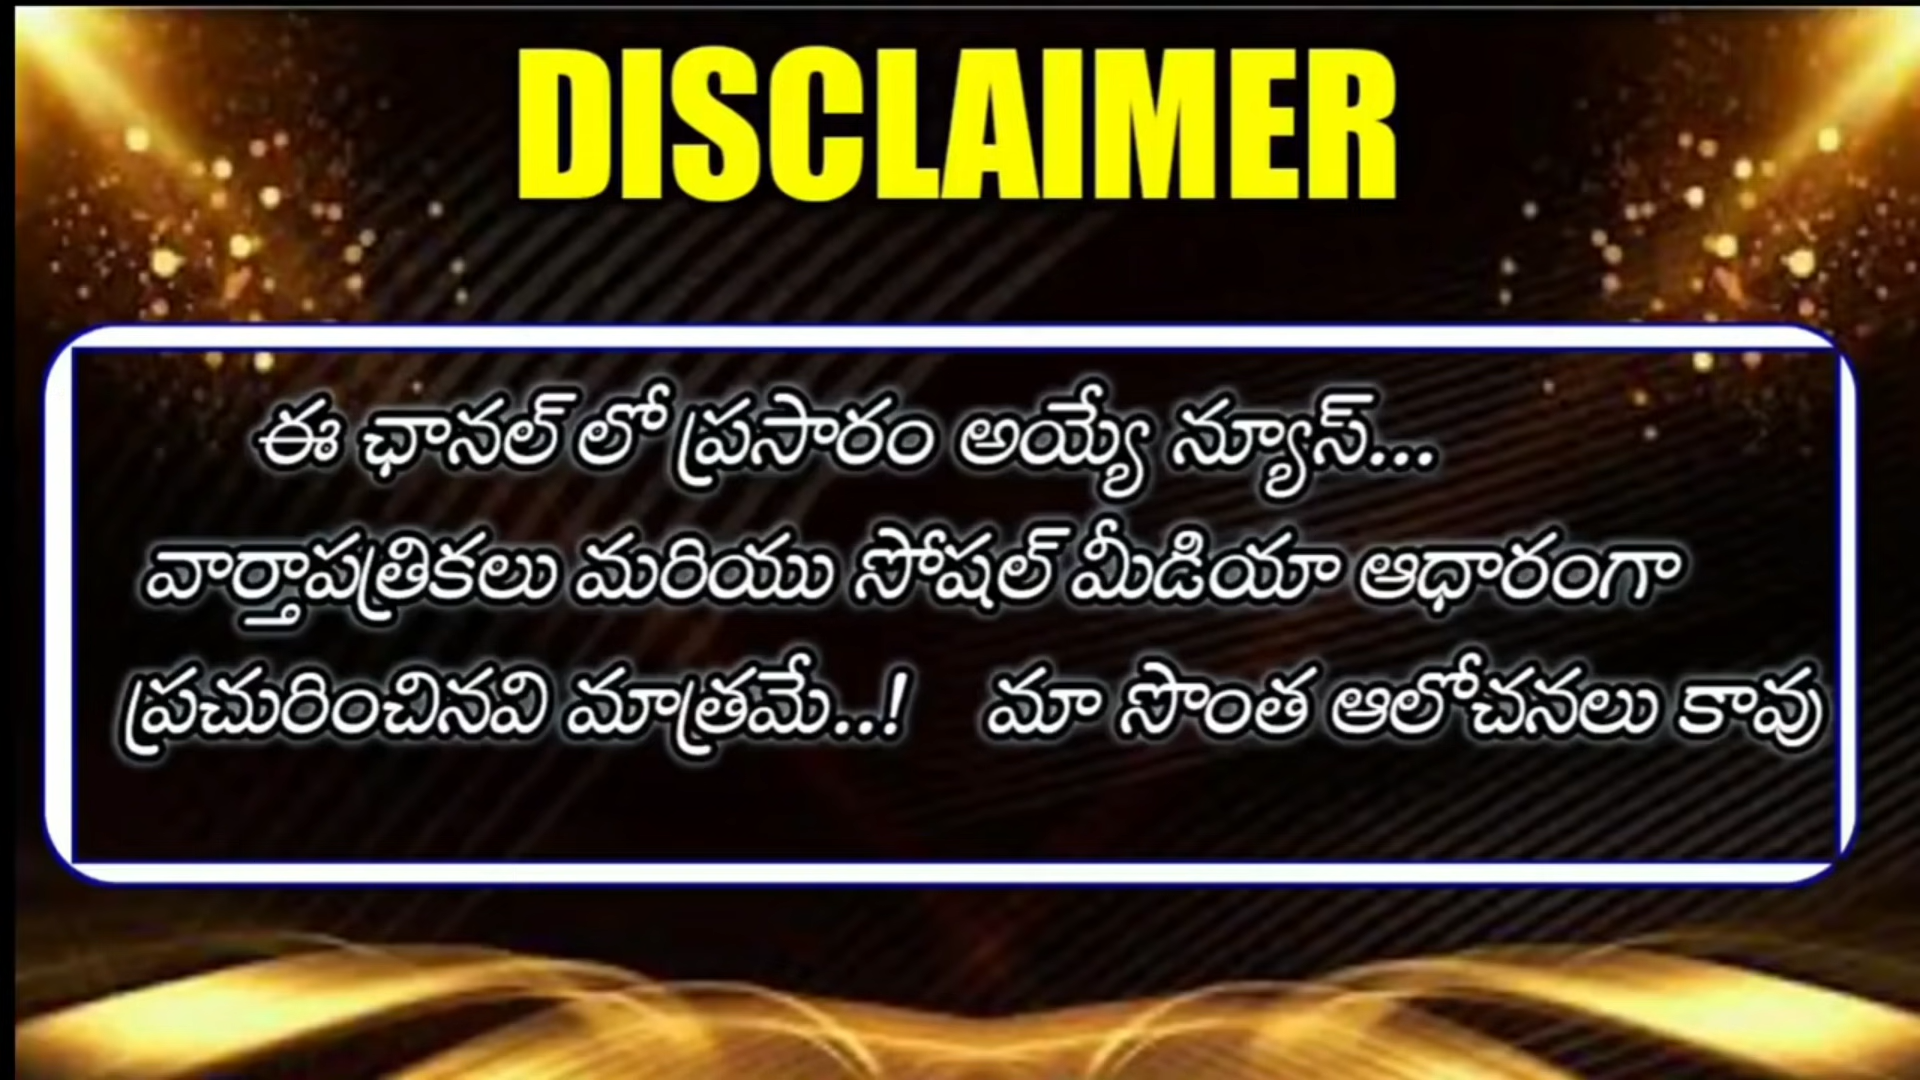 DISCLAIMER
ఈ ఛానల్ లో ప్రసారం అయ్యే న్యూస్...
వార్తాపత్రికలు మరియు సోషల్ మీడియా ఆధారంగా
ప్రచురించినవి మాత్రమే..! మా సొంత ఆలోచనలు కావు